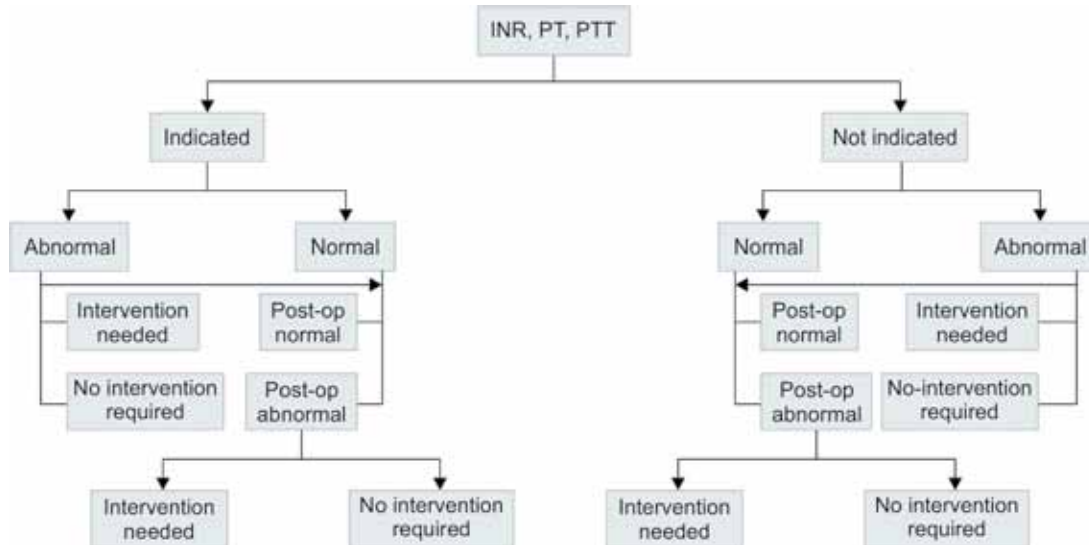 INR, PT, PTT
Indicated
Not indicated
Abnormal
Normal
Normal
Abnormal
Intervention
needed
Post-op
normal
Post-op
normal
Intervention
needed
No intervention
required
Post-op
abnormal
Post-op
abnormal
No-intervention
required
Intervention
needed
No intervention
required
Intervention
needed
No intervention
required